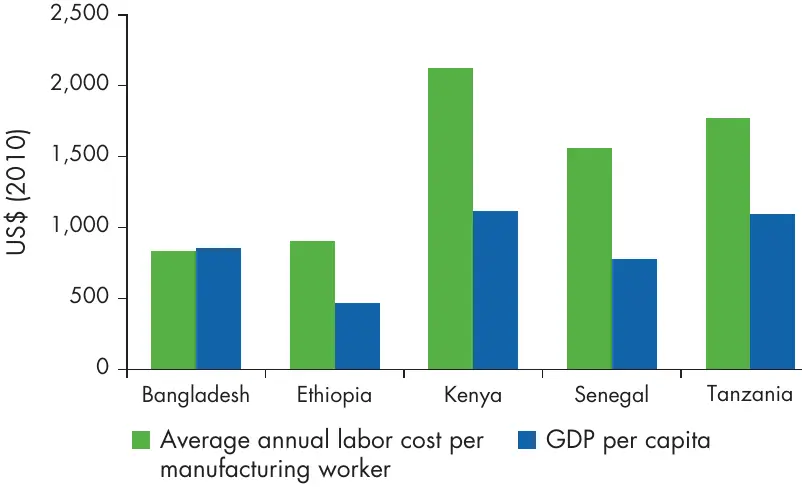 2,500
2,000
1,500
1,000
500
0
US$ (2010)
Bangladesh
Ethiopia
Kenya
Senegal
Tanzania
Average annual labor cost per
manufacturing worker
GDP per capita